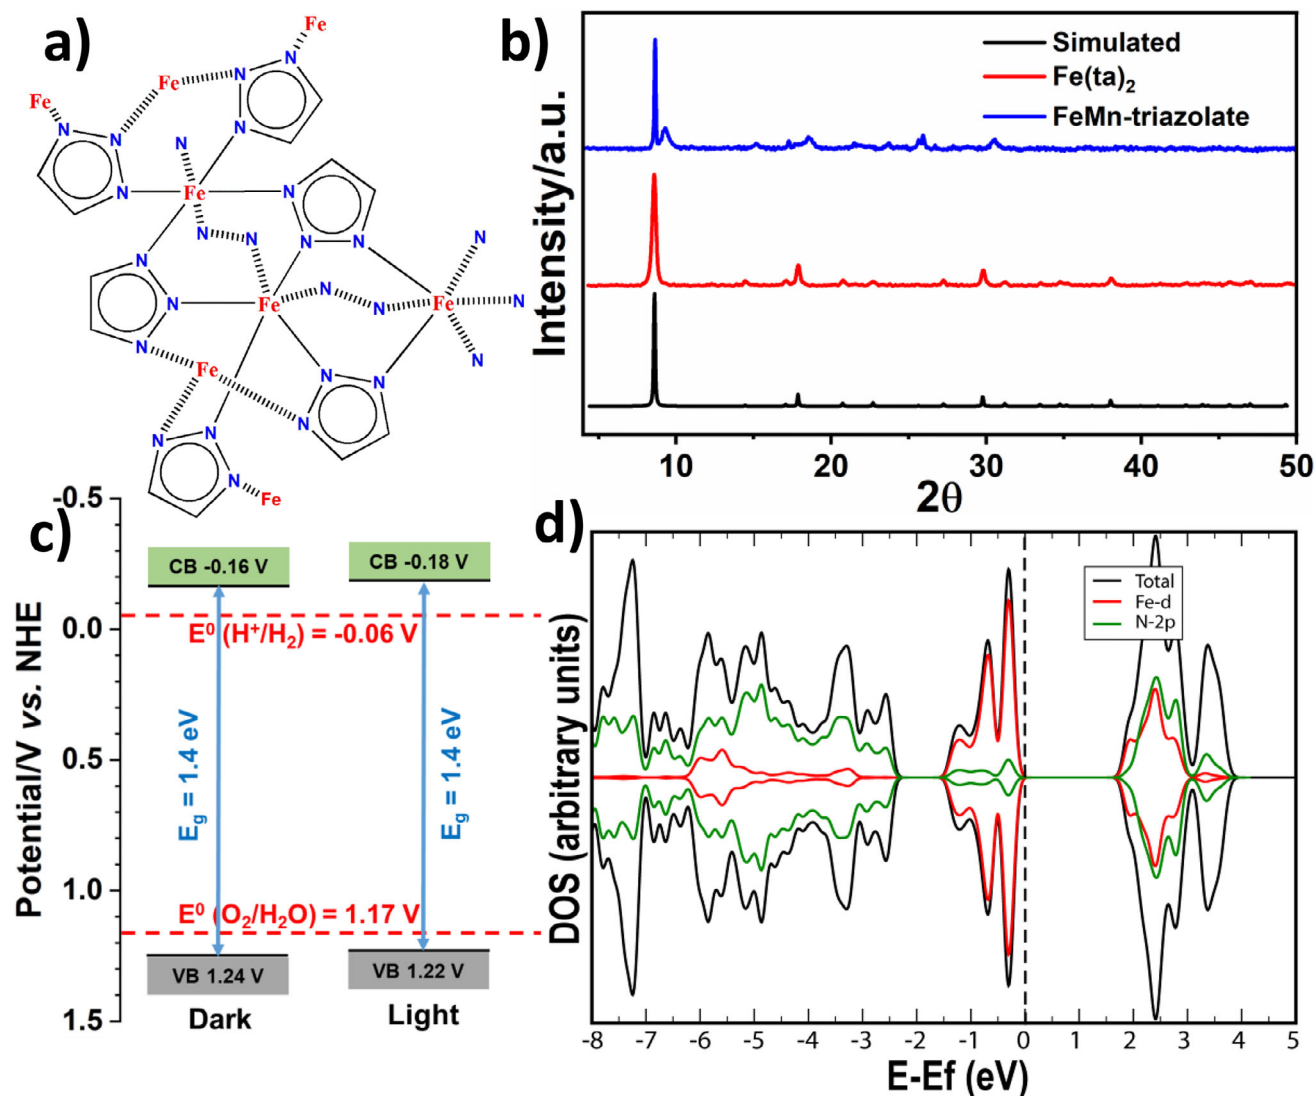 a)
Fe
Fe
Fe
N
N
N
N
N
N
N
Fe
N
N
N
N
N
N
N
N
N
Fe
N
N
Fe
N
N
N
Fe
N
N
N
N
N
N
Fe
b)
Simulated
Fe(ta)₂
FeMn-triazolate
Intensity/a.u.
10
20
30
40
50
2θ
c)
Potential/V vs. NHE
-0.5
0.0
0.5
1.0
1.5
CB -0.16 V
CB -0.18 V
E⁰ (H⁺/H₂) = -0.06 V
E_g = 1.4 eV
E_g = 1.4 eV
E⁰ (O₂/H₂O) = 1.17 V
VB 1.24 V
VB 1.22 V
Dark
Light
d)
DOS (arbitrary units)
Total
Fe-d
N-2p
-8 -7 -6 -5 -4 -3 -2 -1 0 1 2 3 4 5
E-Ef (eV)